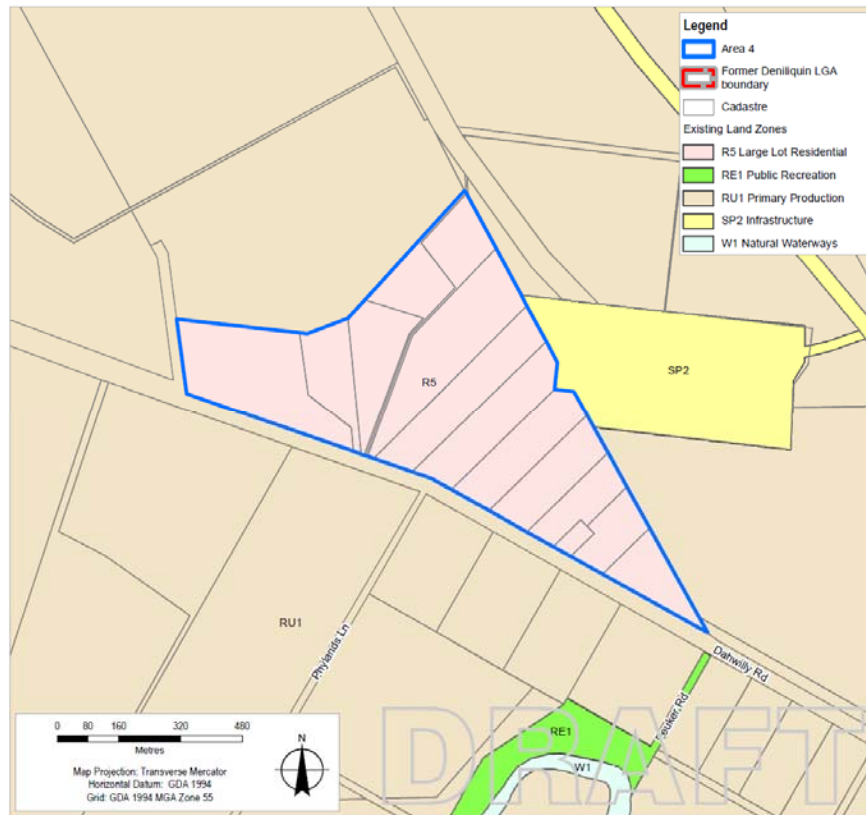 Legend
Area 4
Former Deniliquin LGA
boundary
Cadastre
Existing Land Zones
R5 Large Lot Residential
RE1 Public Recreation
RU1 Primary Production
SP2 Infrastructure
W1 Natural Waterways
SP2
R5
RU1
Phylands Ln
Dahwilly Rd
Leuker Rd
RE1
W1
DRAFT
0 80 160 320 480
Metres
N
Map Projection: Transverse Mercator
Horizontal Datum: GDA 1994
Grid: GDA 1994 MGA Zone 55